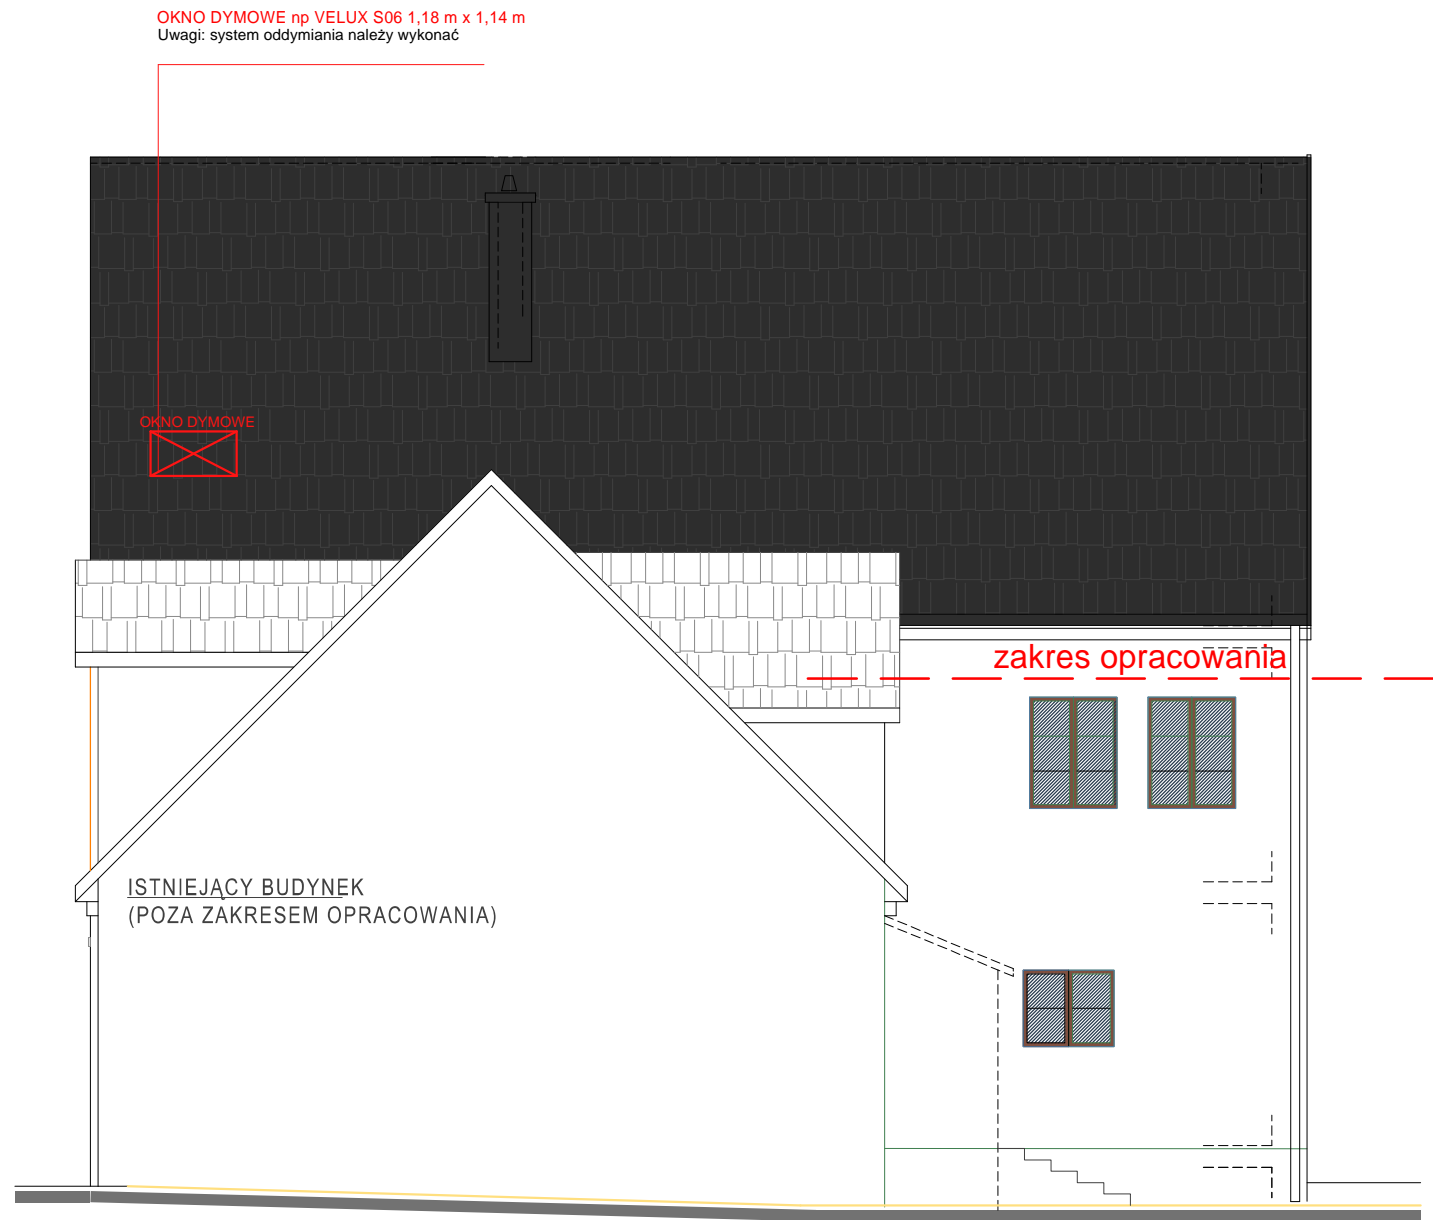 OKNO DYMOWE np VELUX S06 1,18 m x 1,14 m
Uwagi: system oddymiania należy wykonać
OKNO DYMOWE
zakres opracowania
ISTNIEJĄCY BUDYNEK
(POZA ZAKRESEM OPRACOWANIA)